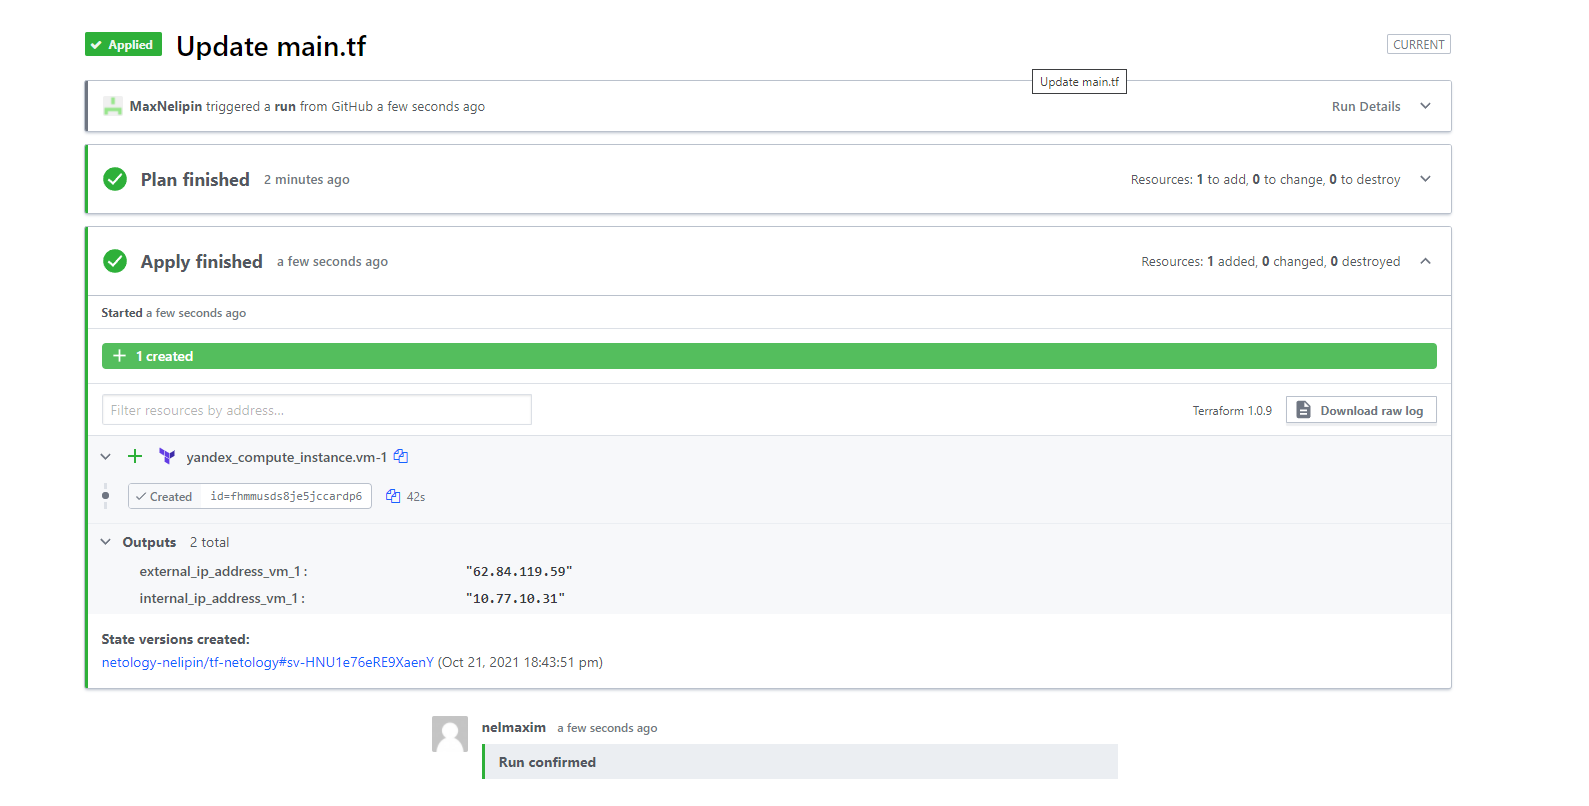 Applied Update main.tf CURRENT
Update main.tf
MaxNelipin triggered a run from GitHub a few seconds ago Run Details
Plan finished 2 minutes ago Resources: 1 to add, 0 to change, 0 to destroy
Apply finished a few seconds ago Resources: 1 added, 0 changed, 0 destroyed
Started a few seconds ago
+ 1 created
Filter resources by address... Terraform 1.0.9 Download raw log
yandex_compute_instance.vm-1
Created id=fhmmusds8je5jccardp6 42s
Outputs 2 total
external_ip_address_vm_1 : "62.84.119.59"
internal_ip_address_vm_1 : "10.77.10.31"
State versions created:
netology-nelipin/tf-netology#sv-HNU1e76eRE9XaenY (Oct 21, 2021 18:43:51 pm)
nelmaxim a few seconds ago
Run confirmed